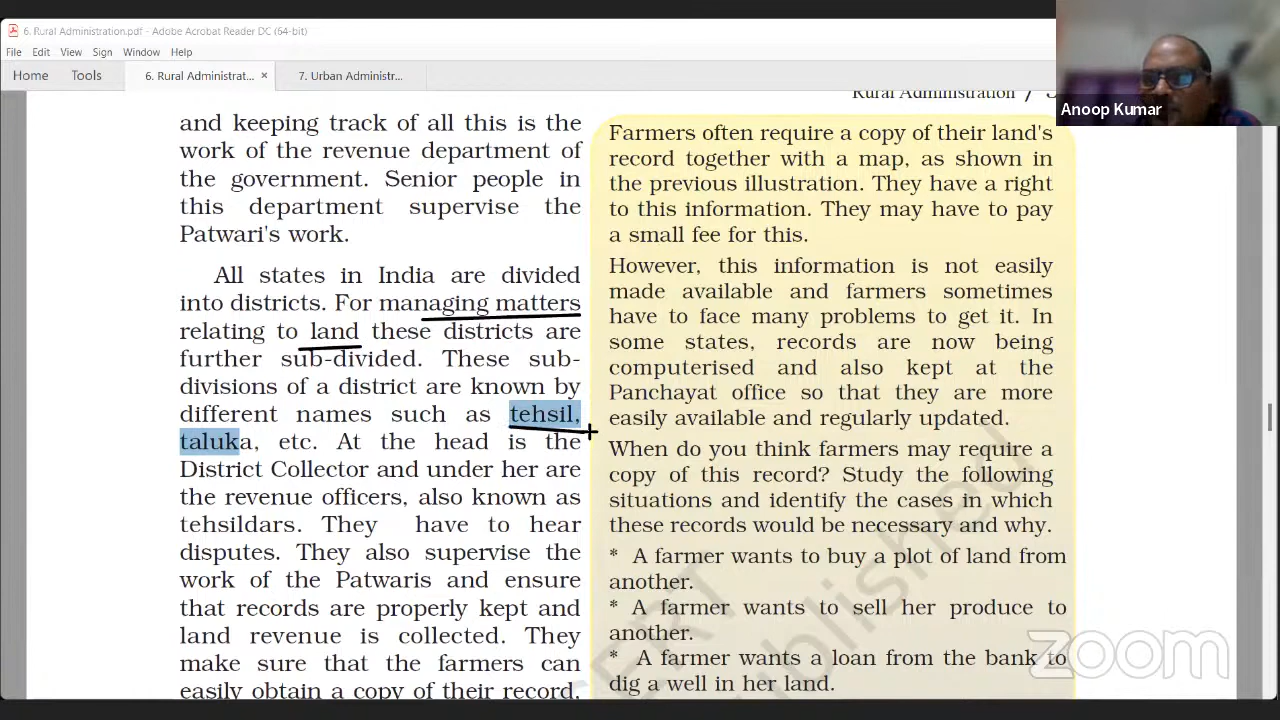 6. Rural Administration.pdf - Adobe Acrobat Reader DC (64-bit)
File Edit View Sign Window Help
Home Tools 6. Rural Administrat... × 7. Urban Administr...
Anoop Kumar
Rural Administration /
and keeping track of all this is the
work of the revenue department of
the government. Senior people in
this department supervise the
Patwari's work.
All states in India are divided
into districts. For managing matters
relating to land these districts are
further sub-divided. These sub-
divisions of a district are known by
different names such as tehsil,
taluka, etc. At the head is the
District Collector and under her are
the revenue officers, also known as
tehsildars. They have to hear
disputes. They also supervise the
work of the Patwaris and ensure
that records are properly kept and
land revenue is collected. They
make sure that the farmers can
easily obtain a copy of their record,
Farmers often require a copy of their land's
record together with a map, as shown in
the previous illustration. They have a right
to this information. They may have to pay
a small fee for this.
However, this information is not easily
made available and farmers sometimes
have to face many problems to get it. In
some states, records are now being
computerised and also kept at the
Panchayat office so that they are more
easily available and regularly updated.
When do you think farmers may require a
copy of this record? Study the following
situations and identify the cases in which
these records would be necessary and why.
* A farmer wants to buy a plot of land from
another.
* A farmer wants to sell her produce to
another.
* A farmer wants a loan from the bank to
dig a well in her land.
zoom